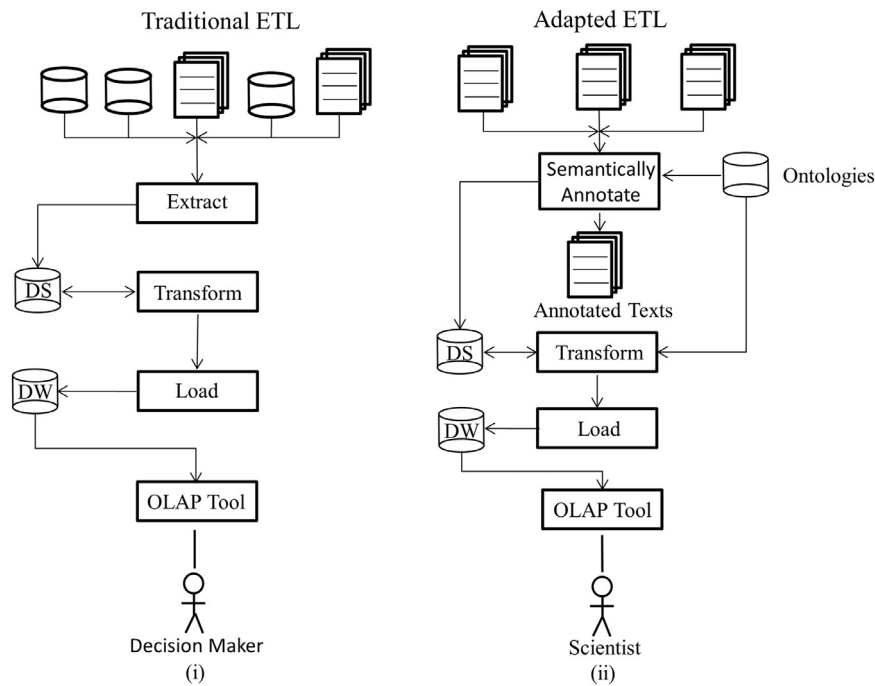 Traditional ETL
Extract
DS
Transform
DW
Load
OLAP Tool
Decision Maker
(i)
Adapted ETL
Semantically
Annotate
Ontologies
Annotated Texts
DS
Transform
DW
Load
OLAP Tool
Scientist
(ii)